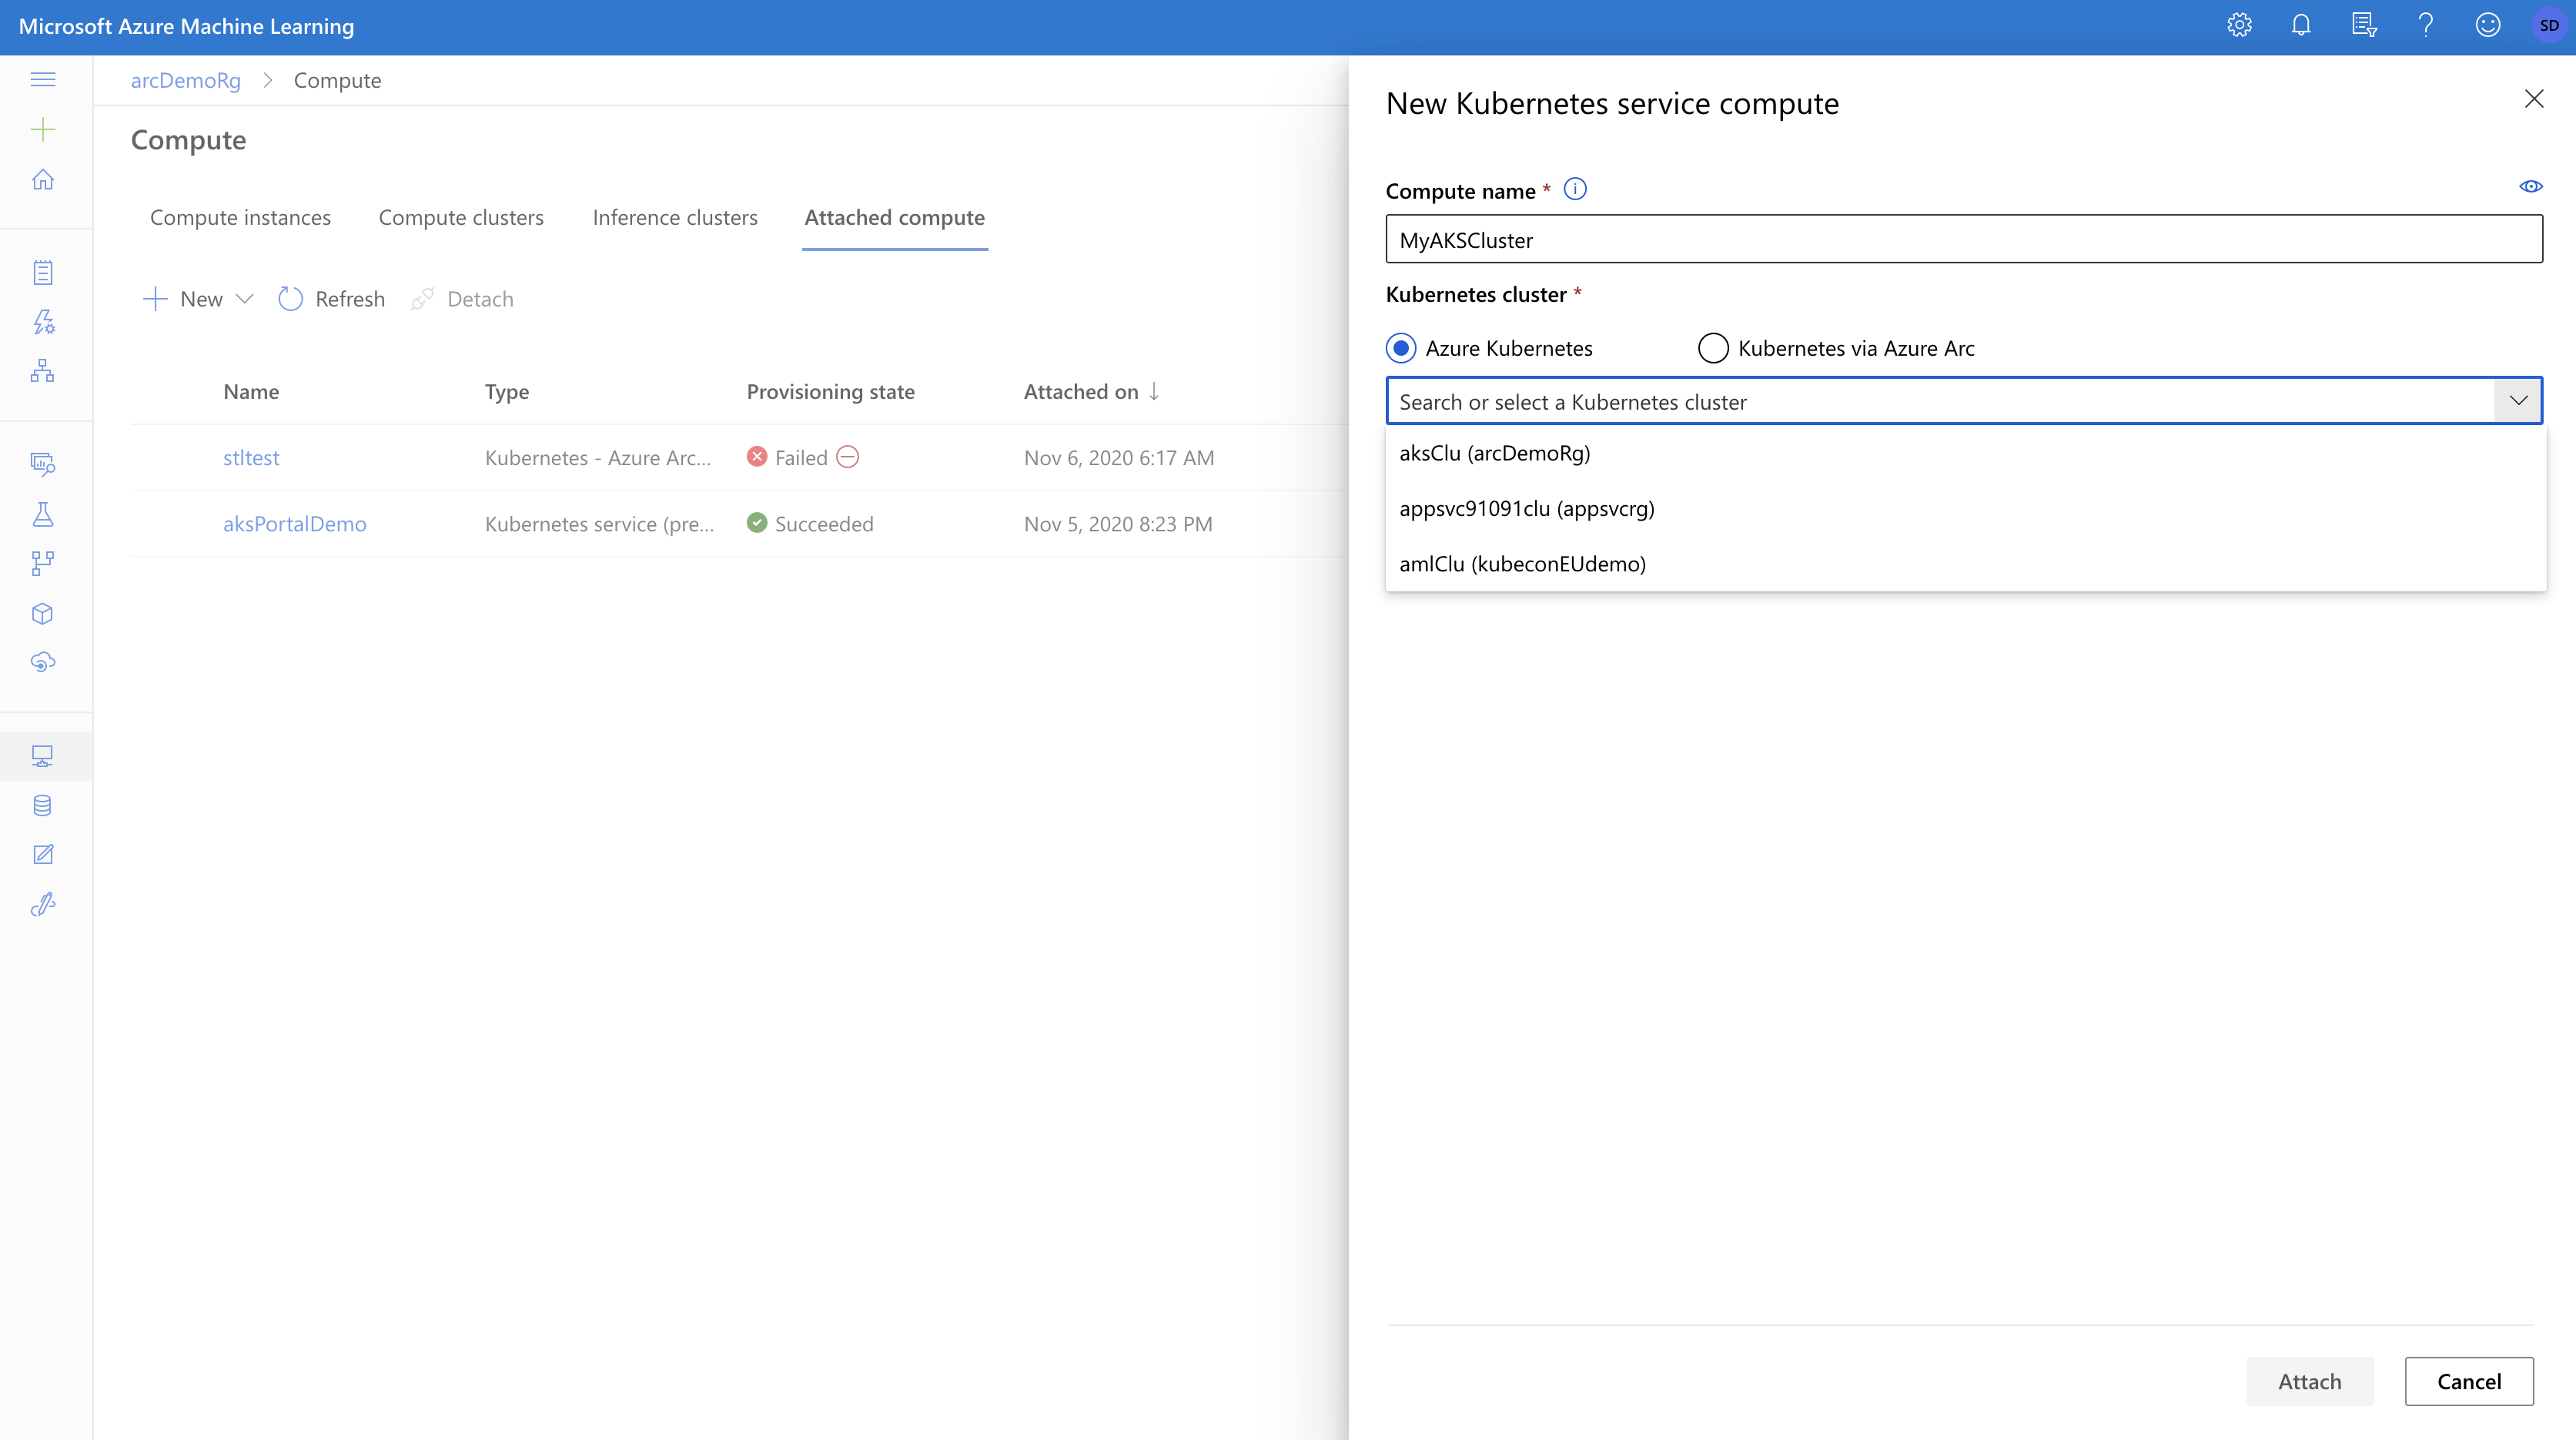 Microsoft Azure Machine Learning
SD
arcDemoRg > Compute
Compute
Compute instances
Compute clusters
Inference clusters
Attached compute
New
Refresh
Detach
Name Type Provisioning state Attached on ↓
stltest Kubernetes - Azure Arc... Failed Nov 6, 2020 6:17 AM
aksPortalDemo Kubernetes service (pre... Succeeded Nov 5, 2020 8:23 PM
New Kubernetes service compute
Compute name *
MyAKSCluster
Kubernetes cluster *
Azure Kubernetes
Kubernetes via Azure Arc
Search or select a Kubernetes cluster
aksClu (arcDemoRg)
appsvc91091clu (appsvcrg)
amlClu (kubeconEUdemo)
Attach
Cancel